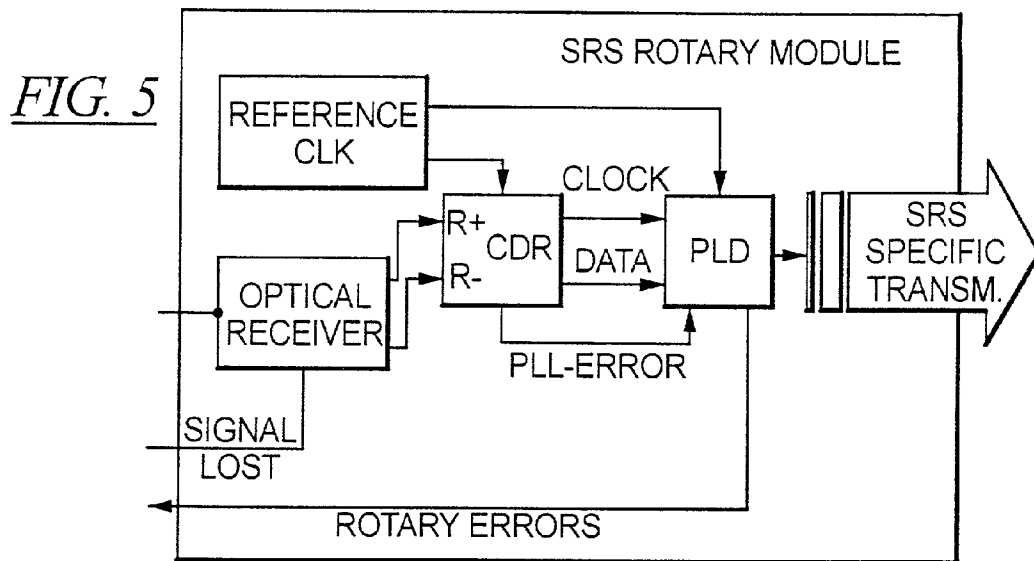 FIG. 5
SRS ROTARY MODULE
REFERENCE
CLK
CLOCK
R+
CDR
R-
DATA
PLD
SRS
SPECIFIC
TRANSM.
OPTICAL
RECEIVER
PLL-ERROR
SIGNAL
LOST
ROTARY ERRORS